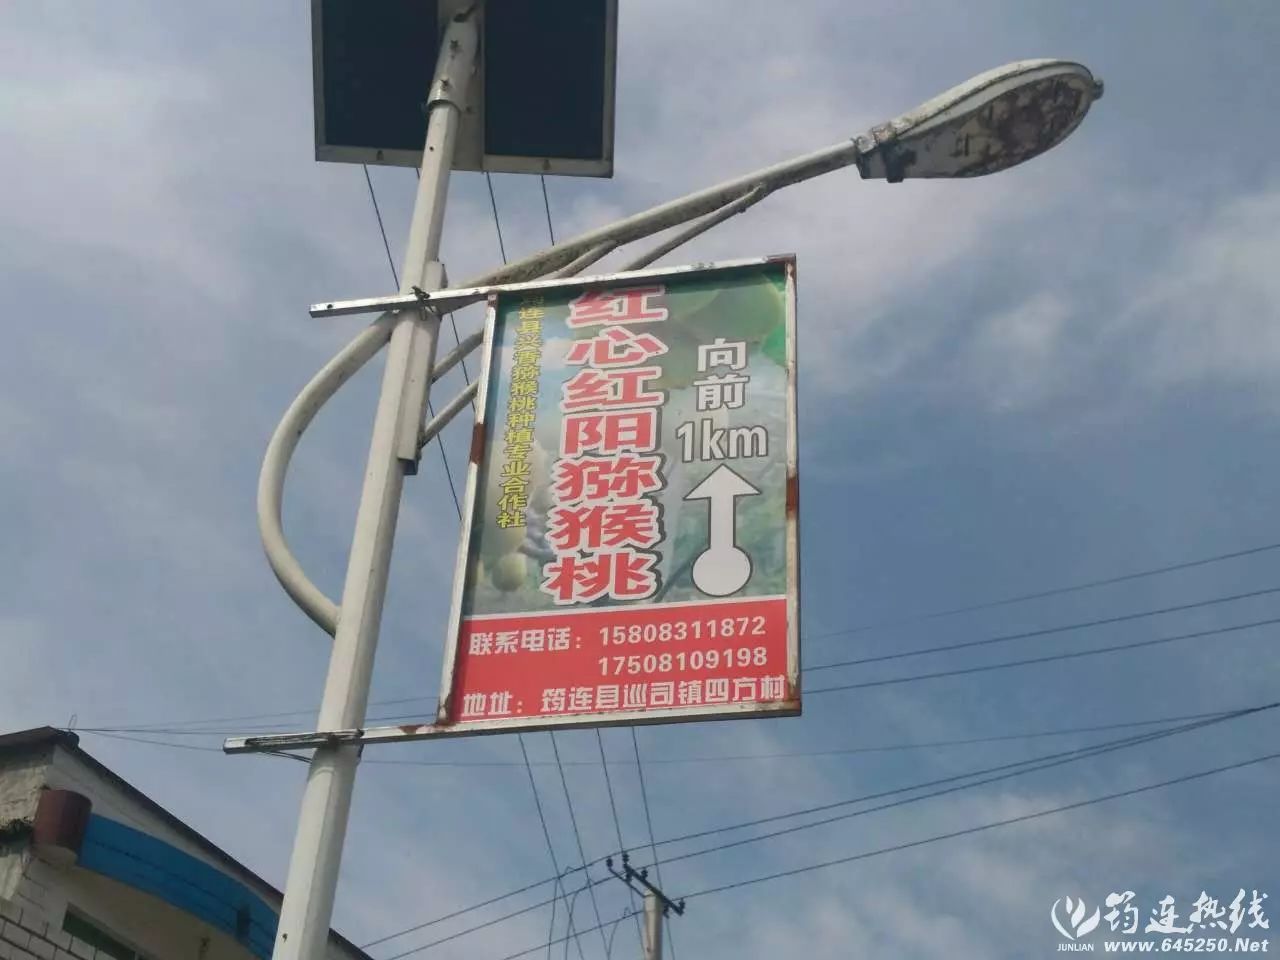 筠连县兴香猕猴桃种植专业合作社
红心红阳猕猴桃
向前
1km
联系电话：15808311872
17508109198
地址：筠连县巡司镇四方村
筠连热线
JUNLIAN
www.645250.Net